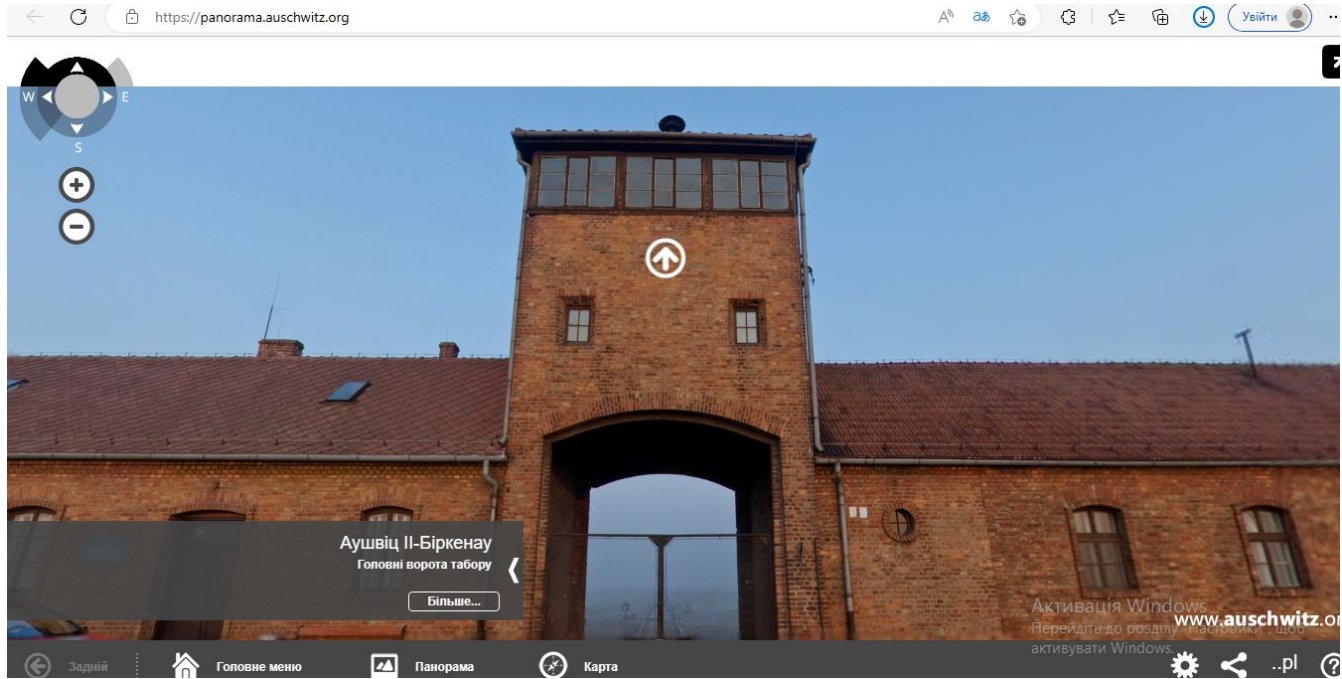 https://panorama.auschwitz.org
Увійти
W
E
S
Аушвіц II-Біркенау
Головні ворота табору
Більше...
Активація Windows
www.auschwitz.or
Перейдіть до розділу "Настройки", щоб
активувати Windows.
Задній
Головне меню
Панорама
Карта
..pl